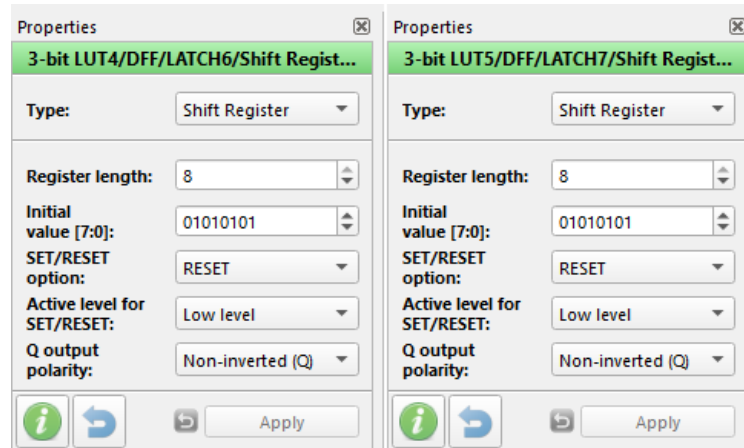 Properties
3-bit LUT4/DFF/LATCH6/Shift Regist...
Type:
Shift Register
Register length:
8
Initial
value [7:0]:
01010101
SET/RESET
option:
RESET
Active level for
SET/RESET:
Low level
Q output
polarity:
Non-inverted (Q)
Apply
Properties
3-bit LUT5/DFF/LATCH7/Shift Regist...
Type:
Shift Register
Register length:
8
Initial
value [7:0]:
01010101
SET/RESET
option:
RESET
Active level for
SET/RESET:
Low level
Q output
polarity:
Non-inverted (Q)
Apply